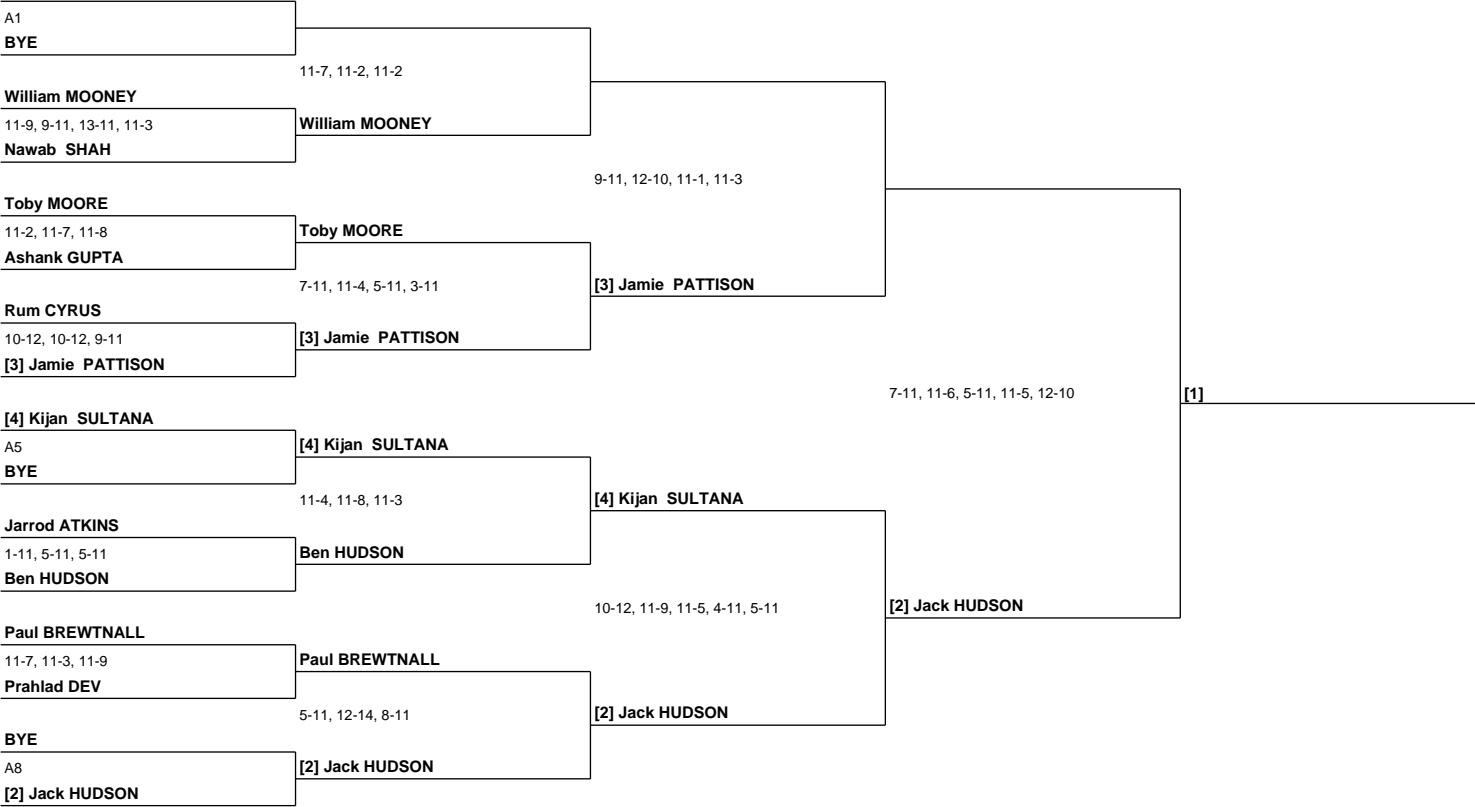 A1
BYE
William MOONEY
11-9, 9-11, 13-11, 11-3
Nawab SHAH
Toby MOORE
11-2, 11-7, 11-8
Ashank GUPTA
Rum CYRUS
10-12, 10-12, 9-11
[3] Jamie PATTISON
[4] Kijan SULTANA
A5
BYE
Jarrod ATKINS
1-11, 5-11, 5-11
Ben HUDSON
Paul BREWTNALL
11-7, 11-3, 11-9
Prahlad DEV
BYE
A8
[2] Jack HUDSON
11-7, 11-2, 11-2
William MOONEY
Toby MOORE
7-11, 11-4, 5-11, 3-11
[3] Jamie PATTISON
[4] Kijan SULTANA
11-4, 11-8, 11-3
Ben HUDSON
Paul BREWTNALL
5-11, 12-14, 8-11
[2] Jack HUDSON
9-11, 12-10, 11-1, 11-3
[3] Jamie PATTISON
[4] Kijan SULTANA
10-12, 11-9, 11-5, 4-11, 5-11
[2] Jack HUDSON
7-11, 11-6, 5-11, 11-5, 12-10
[2] Jack HUDSON
[1]